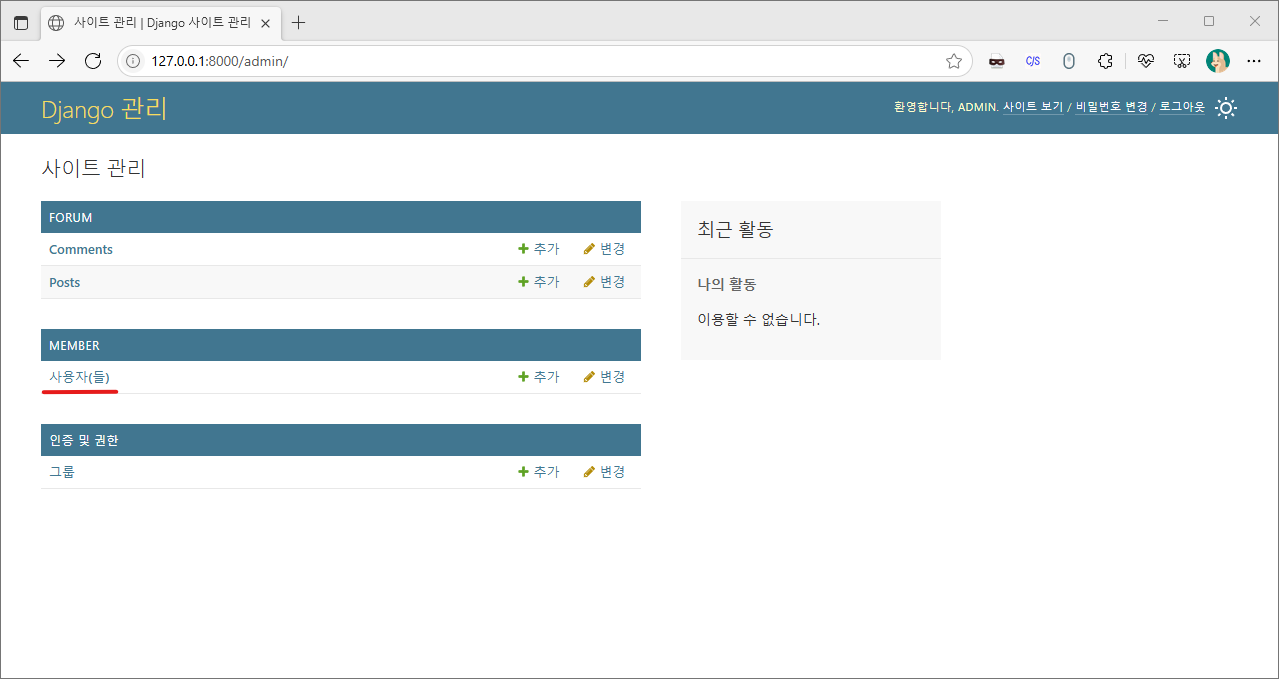 사이트 관리 | Django 사이트 관리
127.0.0.1:8000/admin/
C/S
Django 관리
환영합니다, ADMIN. 사이트 보기 / 비밀번호 변경 / 로그아웃
사이트 관리
FORUM
Comments 추가 변경
Posts 추가 변경
MEMBER
사용자(들) 추가 변경
인증 및 권한
그룹 추가 변경
최근 활동
나의 활동
이용할 수 없습니다.